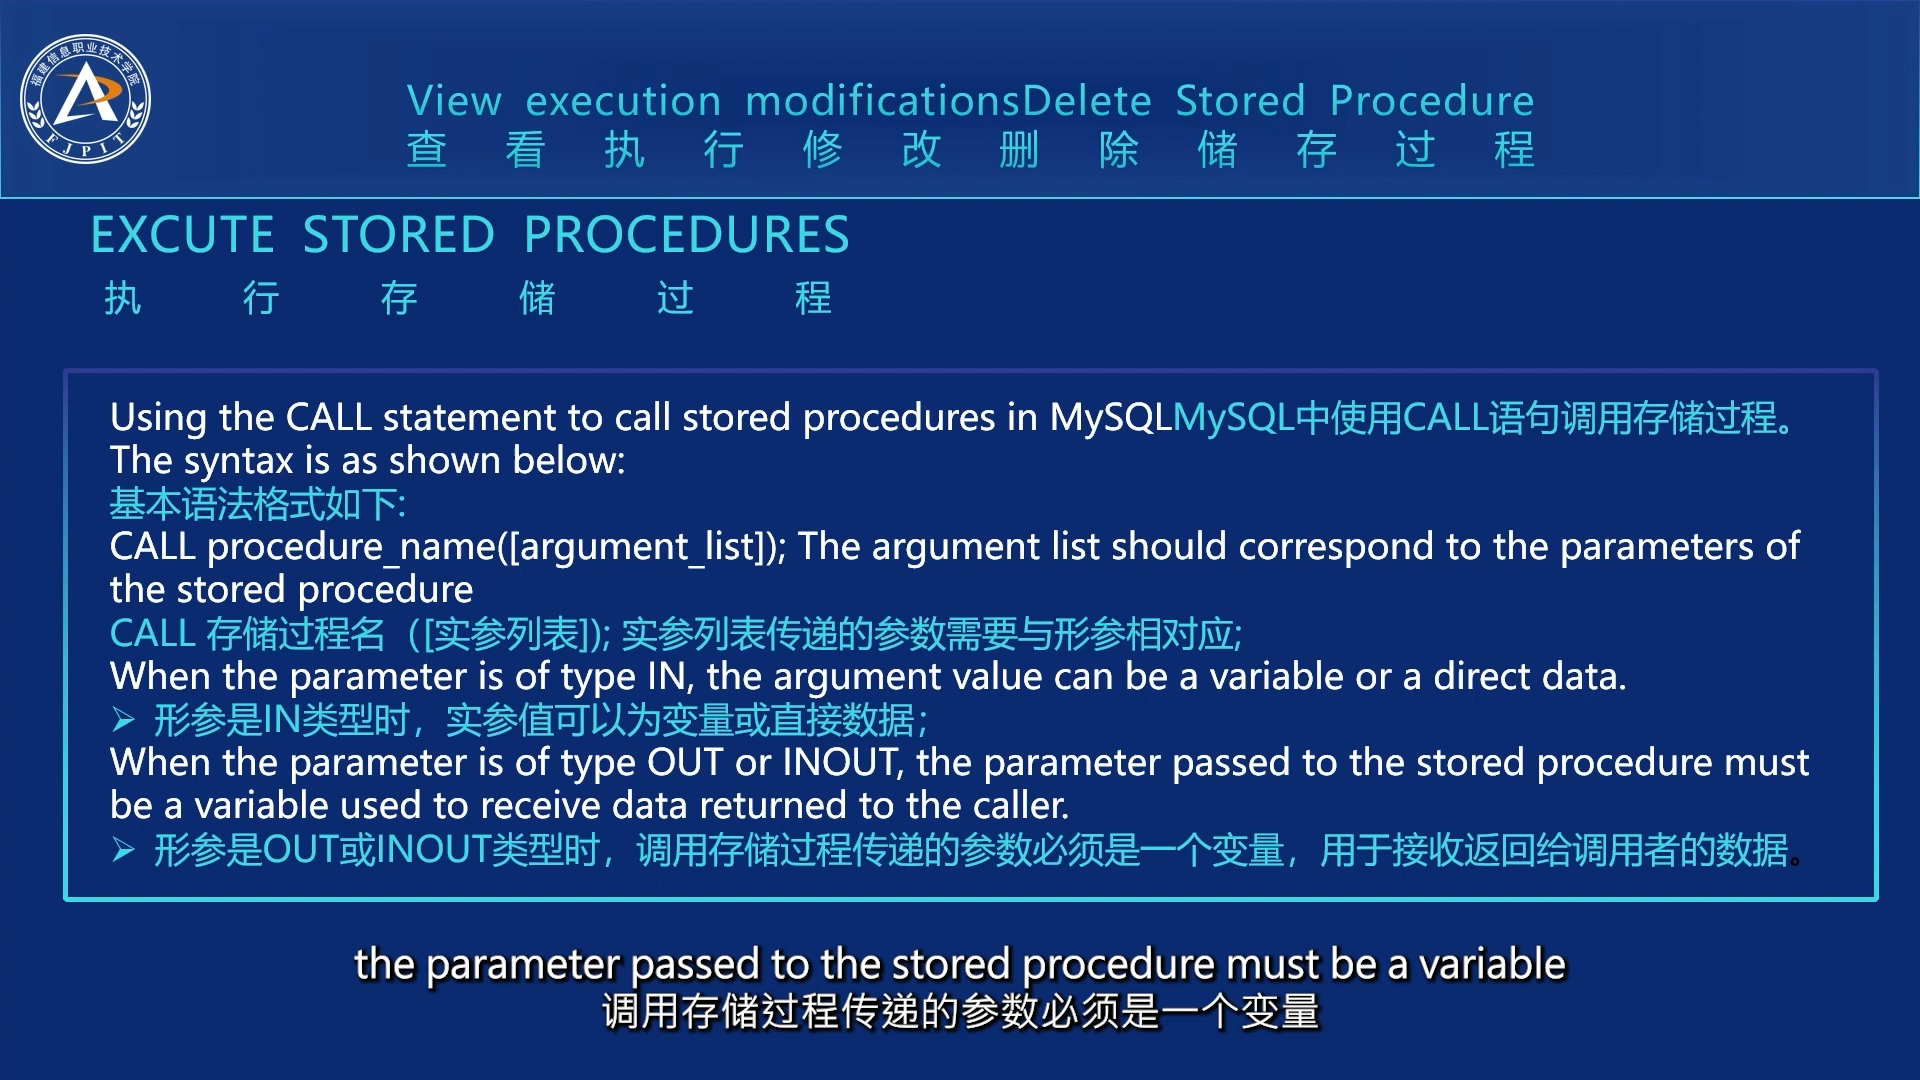 福建信息职业技术学院
FJPIT
View execution modificationsDelete Stored Procedure
查看执行修改删除储存过程
EXCUTE STORED PROCEDURES
执行存储过程
Using the CALL statement to call stored procedures in MySQLMySQL中使用CALL语句调用存储过程。
The syntax is as shown below:
基本语法格式如下:
CALL procedure_name([argument_list]); The argument list should correspond to the parameters of
the stored procedure
CALL 存储过程名（[实参列表]); 实参列表传递的参数需要与形参相对应;
When the parameter is of type IN, the argument value can be a variable or a direct data.
➢ 形参是IN类型时，实参值可以为变量或直接数据；
When the parameter is of type OUT or INOUT, the parameter passed to the stored procedure must
be a variable used to receive data returned to the caller.
➢ 形参是OUT或INOUT类型时，调用存储过程传递的参数必须是一个变量，用于接收返回给调用者的数据。
the parameter passed to the stored procedure must be a variable
调用存储过程传递的参数必须是一个变量